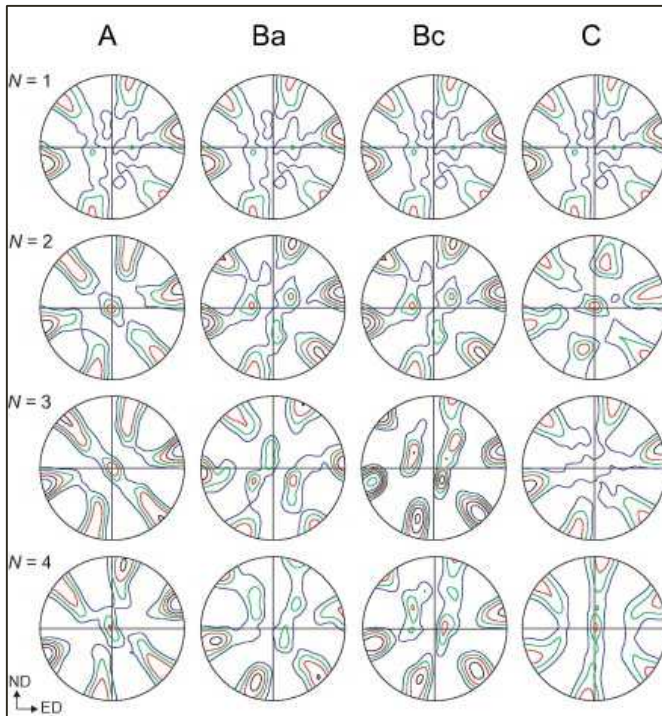 A Ba Bc C
N = 1
N = 2
N = 3
N = 4
ND
ED